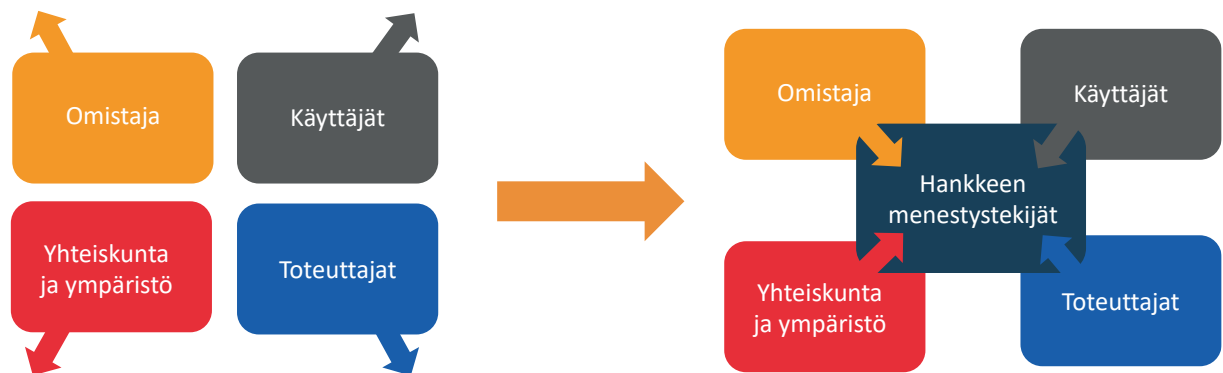 Omistaja
Käyttäjät
Yhteiskunta
ja ympäristö
Toteuttajat
Omistaja
Käyttäjät
Hankkeen
menestystekijät
Yhteiskunta
ja ympäristö
Toteuttajat